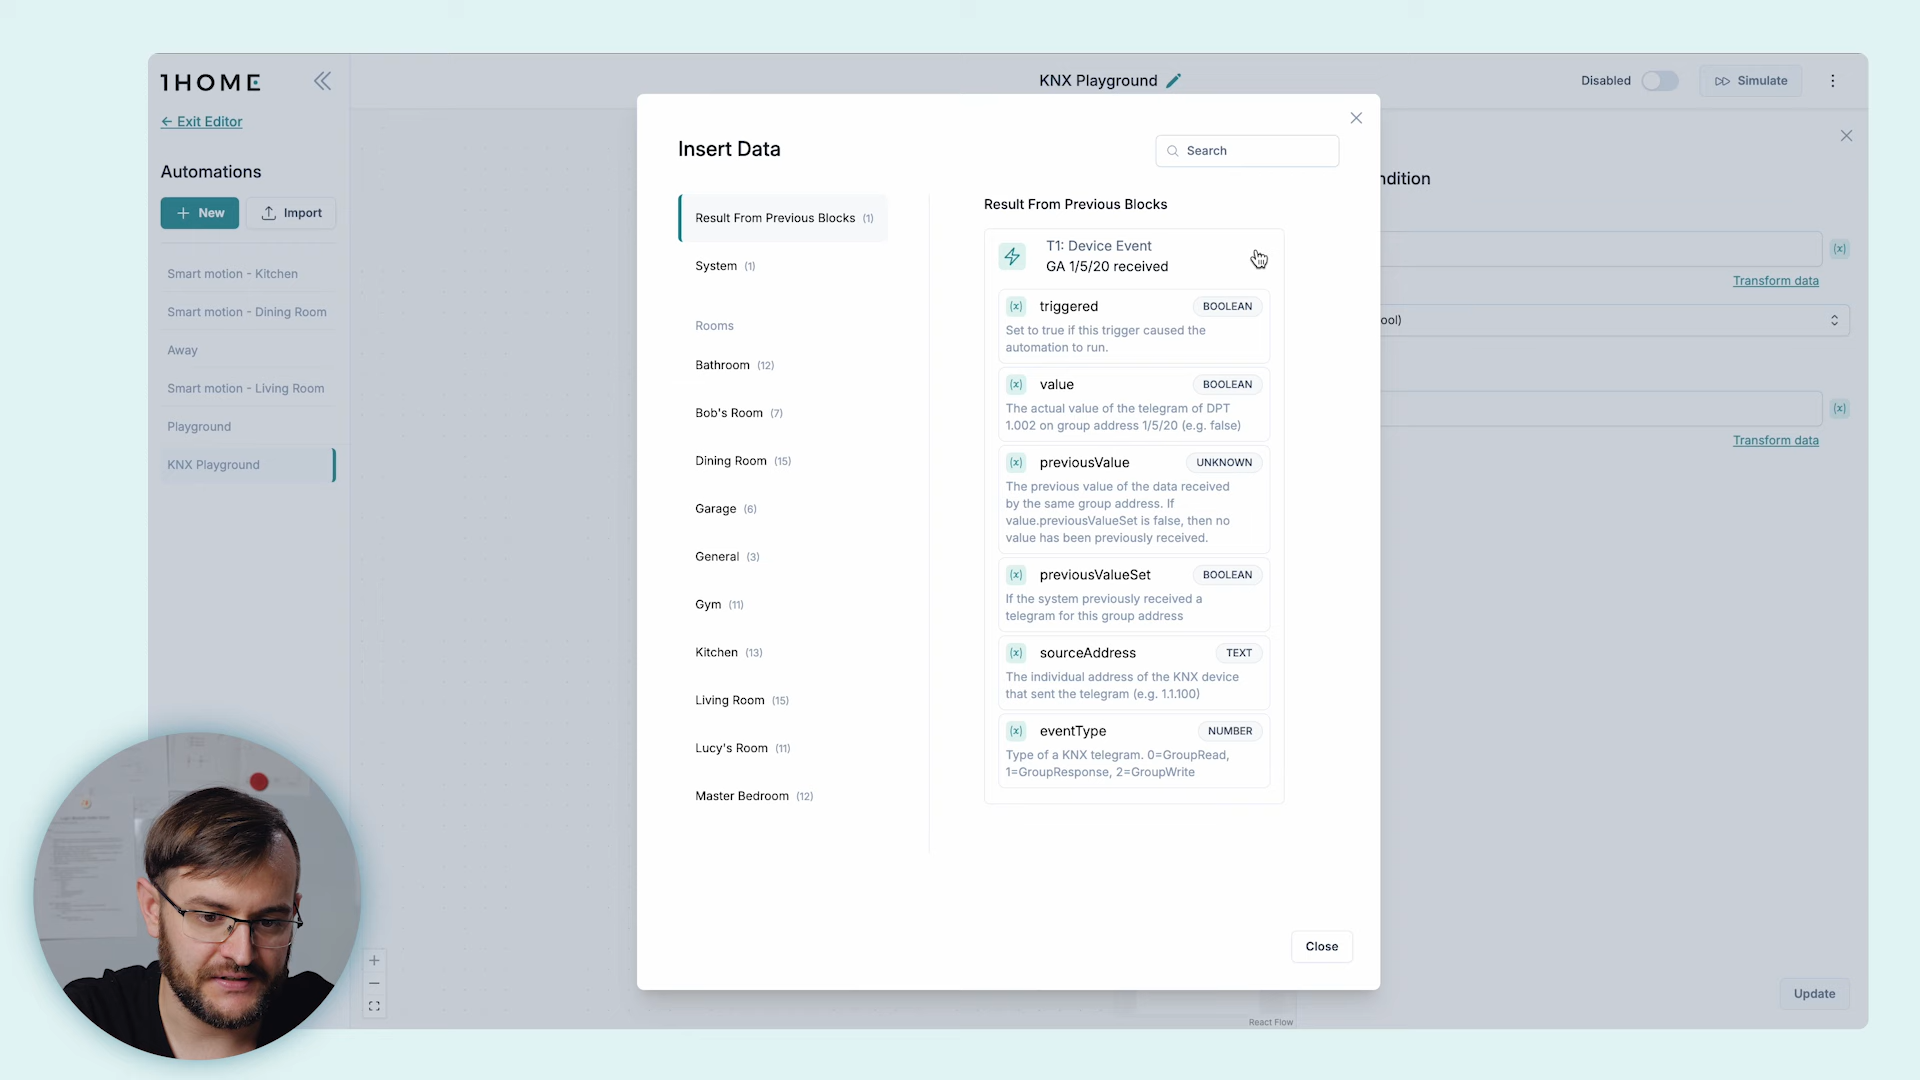 1HOME
← Exit Editor
Automations
New
Import
Smart motion - Kitchen
Smart motion - Dining Room
Away
Smart motion - Living Room
Playground
KNX Playground
KNX Playground
Disabled
Simulate
Insert Data
Search
Result From Previous Blocks (1)
System (1)
Rooms
Bathroom (12)
Bob's Room (7)
Dining Room (15)
Garage (6)
General (3)
Gym (11)
Kitchen (13)
Living Room (15)
Lucy's Room (11)
Master Bedroom (12)
Result From Previous Blocks
T1: Device Event
GA 1/5/20 received
(x) triggered BOOLEAN
Set to true if this trigger caused the
automation to run.
(x) value BOOLEAN
The actual value of the telegram of DPT
1.002 on group address 1/5/20 (e.g. false)
(x) previousValue UNKNOWN
The previous value of the data received
by the same group address. If
value.previousValueSet is false, then no
value has been previously received.
(x) previousValueSet BOOLEAN
If the system previously received a
telegram for this group address
(x) sourceAddress TEXT
The individual address of the KNX device
that sent the telegram (e.g. 1.1.100)
(x) eventType NUMBER
Type of a KNX telegram. 0=GroupRead,
1=GroupResponse, 2=GroupWrite
Close
ndition
(x)
Transform data
ool)
(x)
Transform data
Update
React Flow